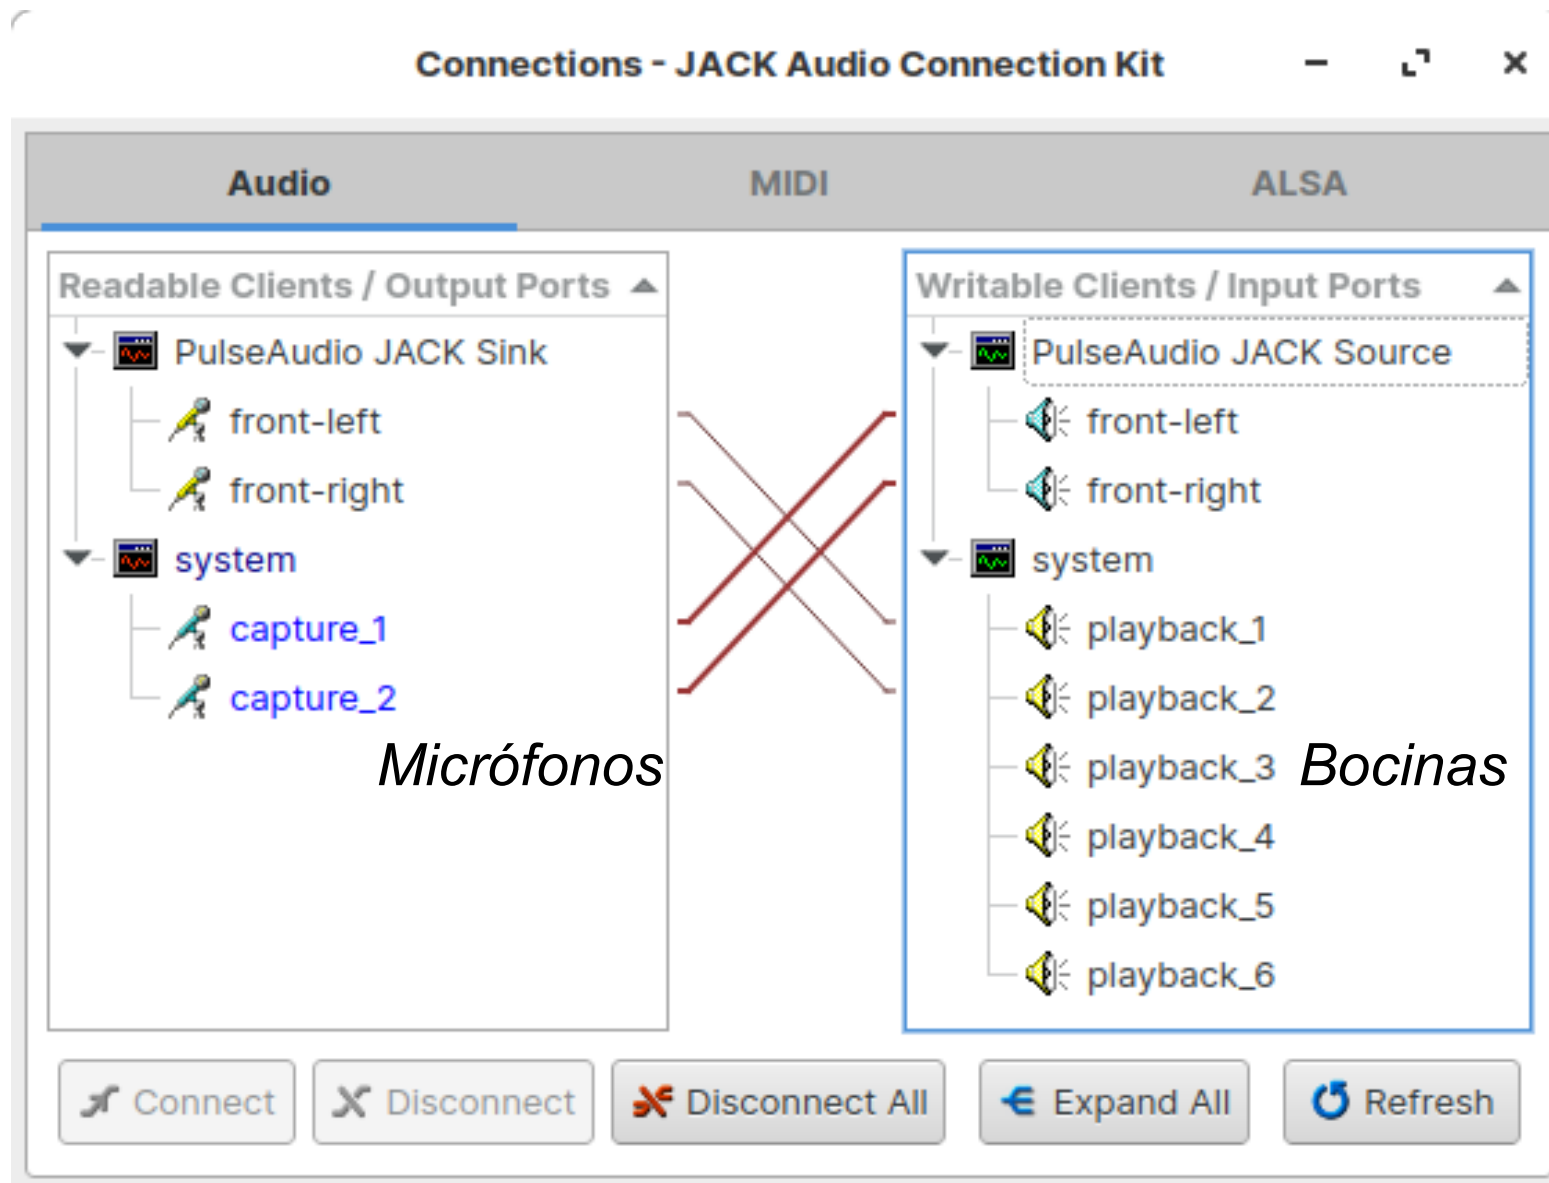 Connections - JACK Audio Connection Kit
Audio MIDI ALSA
Readable Clients / Output Ports
PulseAudio JACK Sink
front-left
front-right
system
capture_1
capture_2
Micrófonos
Writable Clients / Input Ports
PulseAudio JACK Source
front-left
front-right
system
playback_1
playback_2
playback_3 Bocinas
playback_4
playback_5
playback_6
Connect Disconnect Disconnect All Expand All Refresh